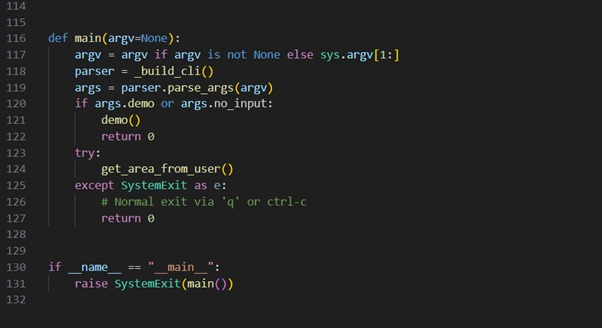 114
115
116 def main(argv=None):
117     argv = argv if argv is not None else sys.argv[1:]
118     parser = _build_cli()
119     args = parser.parse_args(argv)
120     if args.demo or args.no_input:
121         demo()
122         return 0
123     try:
124         get_area_from_user()
125     except SystemExit as e:
126         # Normal exit via 'q' or ctrl-c
127         return 0
128
129
130 if __name__ == "__main__":
131     raise SystemExit(main())
132